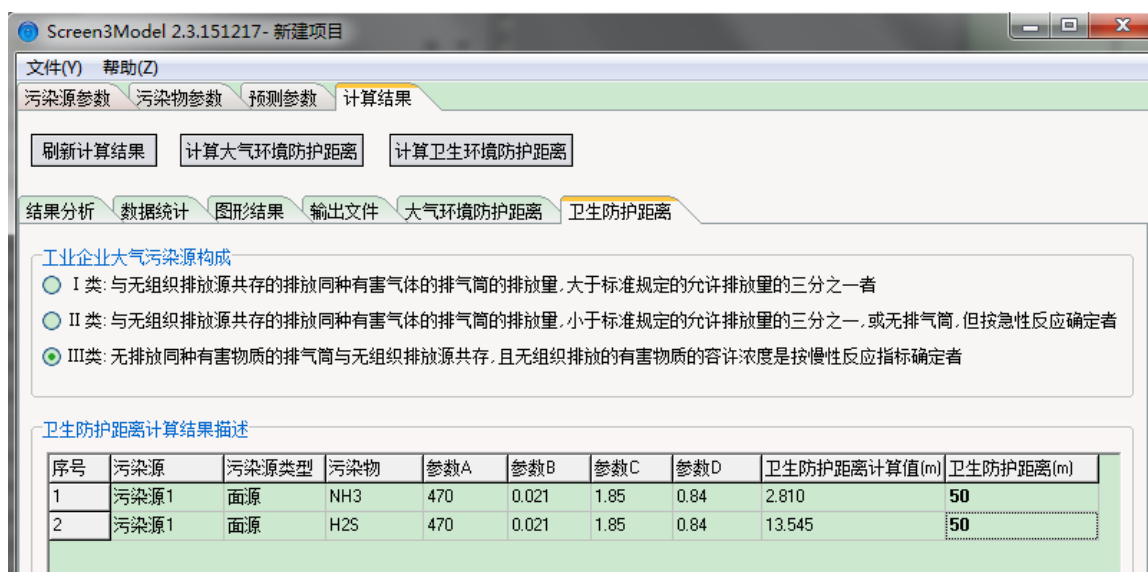 Screen3Model 2.3.151217- 新建项目
文件(Y) 帮助(Z)
污染源参数 污染物参数 预测参数 计算结果
刷新计算结果 计算大气环境防护距离 计算卫生环境防护距离
结果分析 数据统计 图形结果 输出文件 大气环境防护距离 卫生防护距离
工业企业大气污染源构成
I 类:与无组织排放源共存的排放同种有害气体的排气筒的排放量,大于标准规定的允许排放量的三分之一者
II 类:与无组织排放源共存的排放同种有害气体的排气筒的排放量,小于标准规定的允许排放量的三分之一,或无排气筒,但按急性反应确定者
III类:无排放同种有害物质的排气筒与无组织排放源共存,且无组织排放的有害物质的容许浓度是按慢性反应指标确定者
卫生防护距离计算结果描述
序号 污染源 污染源类型 污染物 参数A 参数B 参数C 参数D 卫生防护距离计算值(m) 卫生防护距离(m)
1 污染源1 面源 NH3 470 0.021 1.85 0.84 2.810 50
2 污染源1 面源 H2S 470 0.021 1.85 0.84 13.545 50